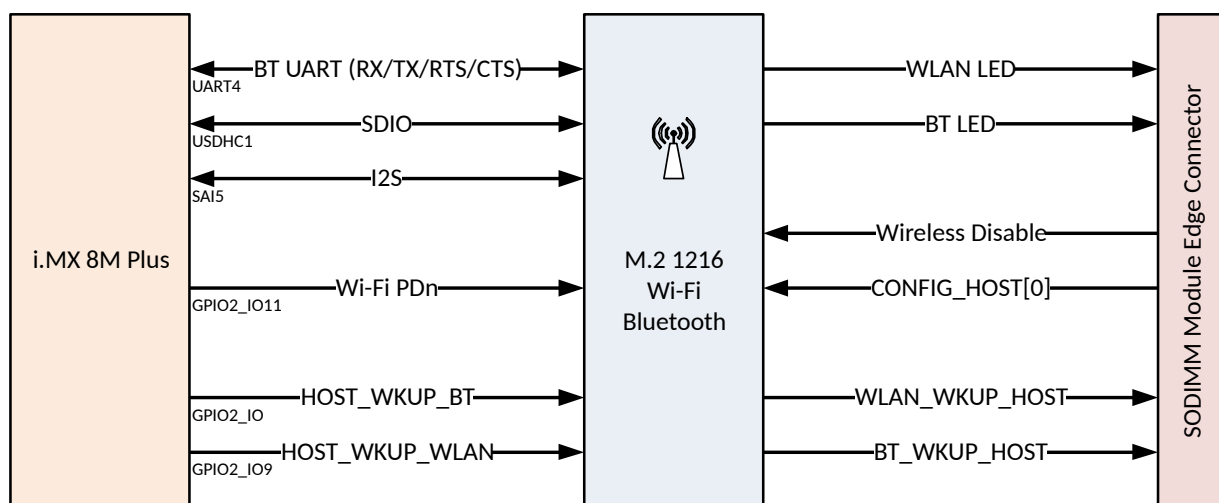 BT UART (RX/TX/RTS/CTS)
UART4
SDIO
USDHC1
I2S
SAI5
i.MX 8M Plus
Wi-Fi PDn
GPIO2_IO11
HOST_WKUP_BT
GPIO2_IO
HOST_WKUP_WLAN
GPIO2_IO9
M.2 1216
Wi-Fi
Bluetooth
WLAN LED
BT LED
Wireless Disable
CONFIG_HOST[0]
WLAN_WKUP_HOST
BT_WKUP_HOST
SODIMM Module Edge Connector